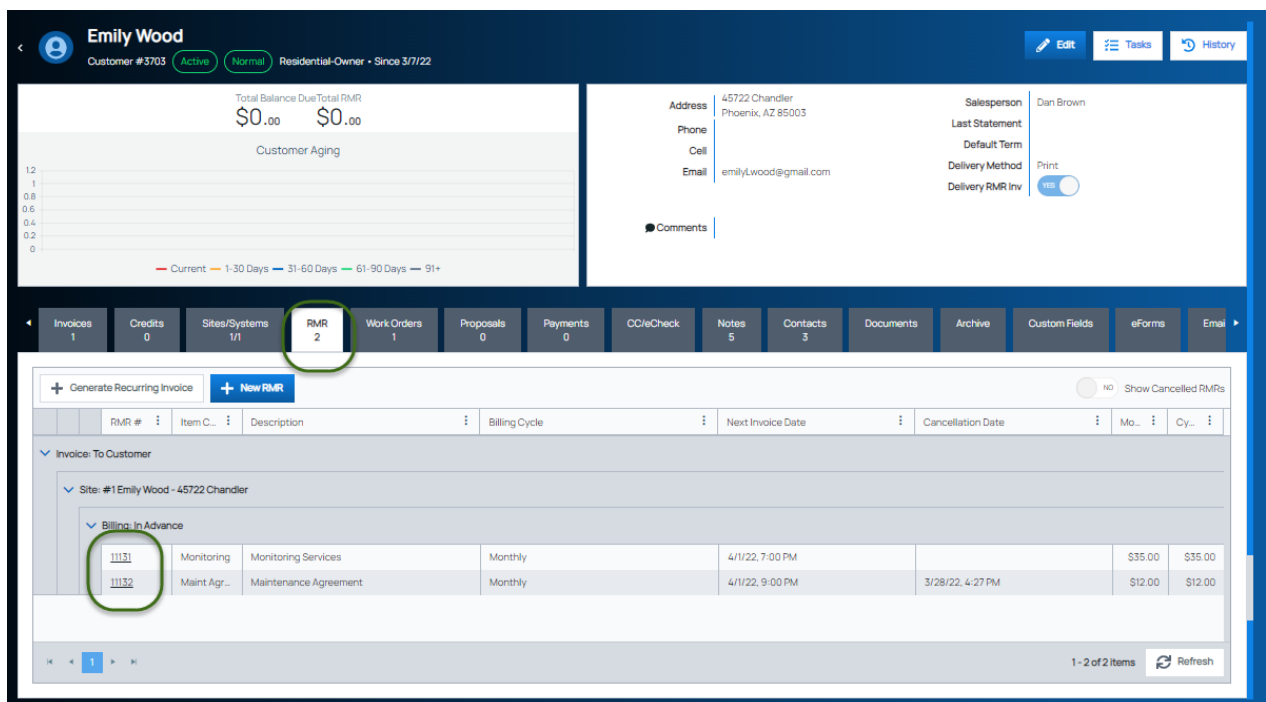 Emily Wood
Customer #3703 Active Normal Residential-Owner • Since 3/7/22
Edit Tasks History
Total Balance Due Total RMR
$0.00 $0.00
Customer Aging
1.2
1
0.8
0.6
0.4
0.2
0
Current 1-30 Days 31-60 Days 61-90 Days 91+
Address 45722 Chandler
Phoenix, AZ 85003
Phone
Cell
Email emilyLwood@gmail.com
Comments
Salesperson Dan Brown
Last Statement
Default Term
Delivery Method Print
Delivery RMR Inv YES
Invoices Credits Sites/Systems RMR Work Orders Proposals Payments CC/eCheck Notes Contacts Documents Archive Custom Fields eForms Emai
1 0 1/1 2 1 0 0 5 3
Generate Recurring Invoice New RMR NO Show Cancelled RMRs
RMR # Item C... Description Billing Cycle Next Invoice Date Cancellation Date Mo... Cy...
Invoice: To Customer
Site: #1 Emily Wood - 45722 Chandler
Billing: In Advance
11131 Monitoring Monitoring Services Monthly 4/1/22, 7:00 PM $35.00 $35.00
11132 Maint Agr... Maintenance Agreement Monthly 4/1/22, 9:00 PM 3/28/22, 4:27 PM $12.00 $12.00
1 1 - 2 of 2 items Refresh